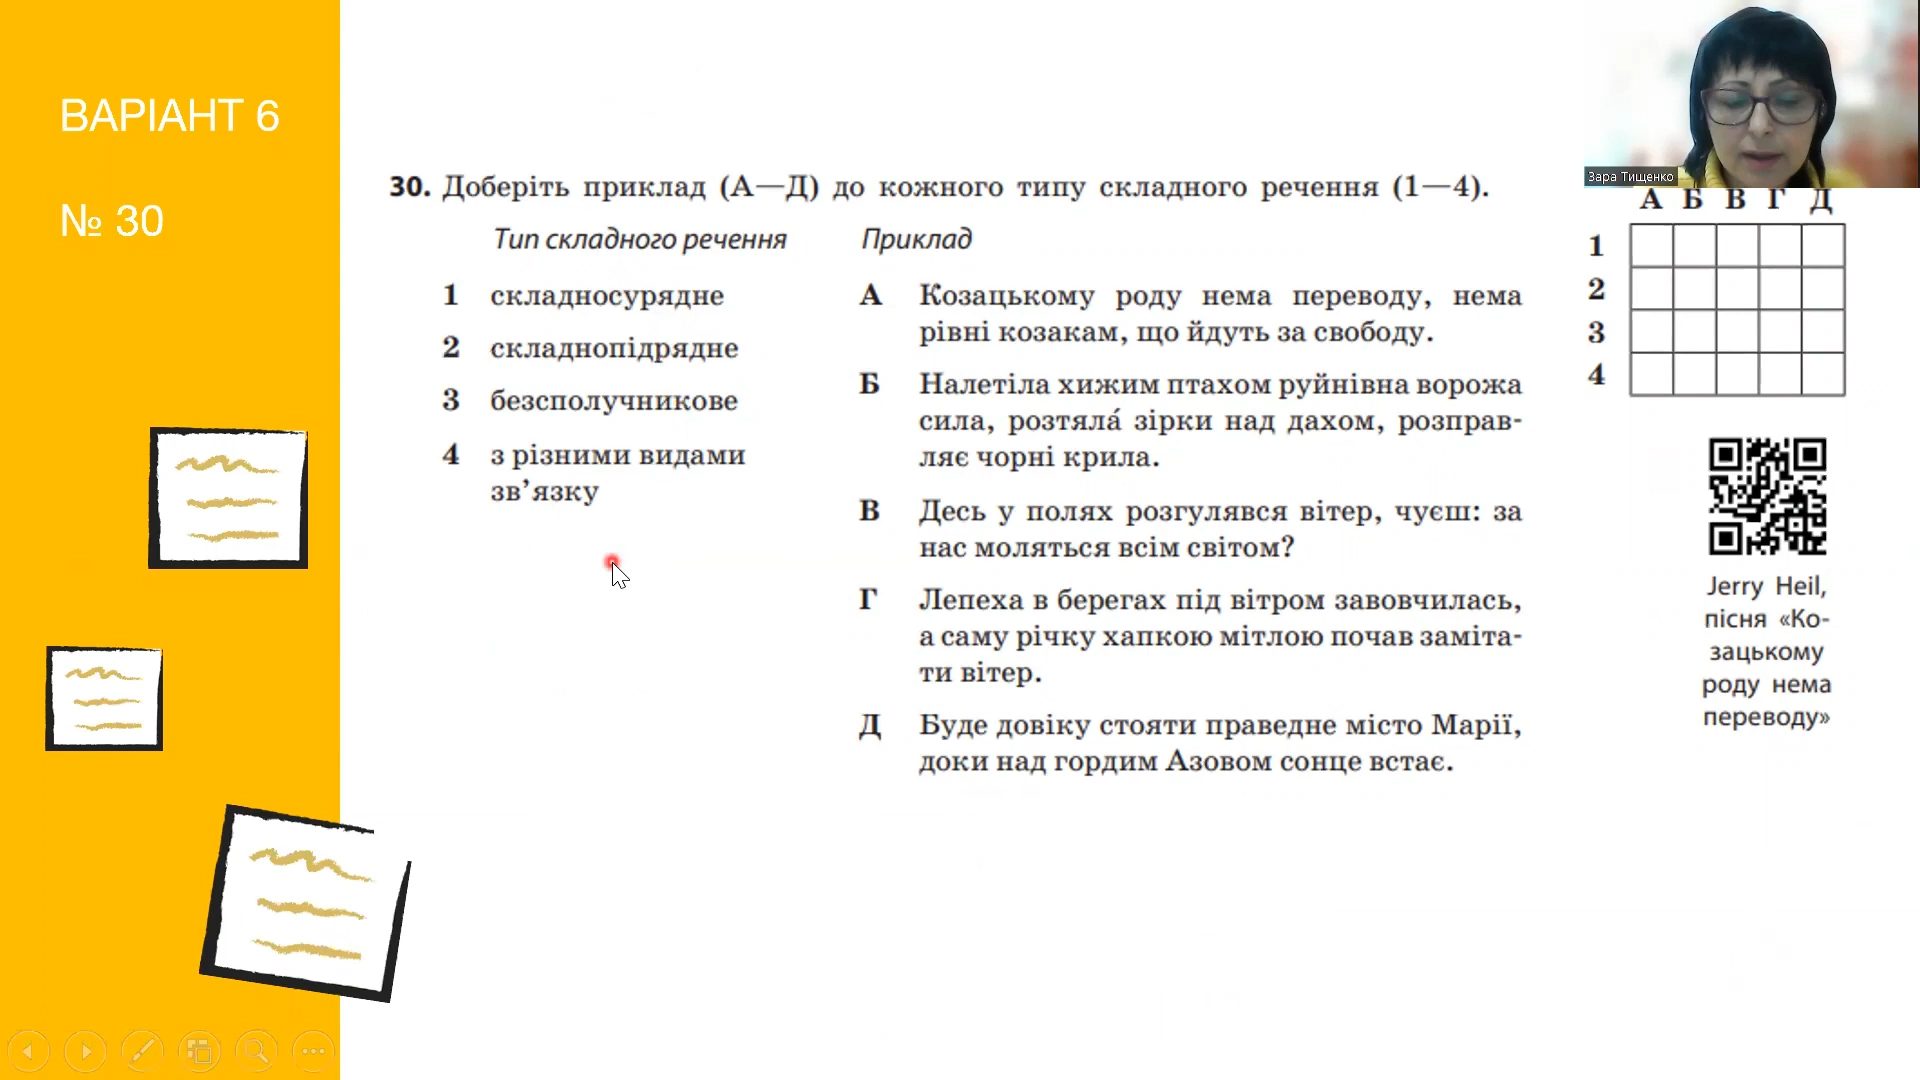 ВАРІАНТ 6
№ 30
30. Доберіть приклад (А—Д) до кожного типу складного речення (1—4).
Тип складного речення
1 складносурядне
2 складнопідрядне
3 безсполучникове
4 з різними видами
зв’язку
Приклад
А Козацькому роду нема переводу, нема
рівні козакам, що йдуть за свободу.
Б Налетіла хижим птахом руйнівна ворожа
сила, розтяла́ зірки над дахом, розправ-
ляє чорні крила.
В Десь у полях розгулявся вітер, чуєш: за
нас моляться всім світом?
Г Лепеха в берегах під вітром завовчилась,
а саму річку хапкою мітлою почав заміта-
ти вітер.
Д Буде довіку стояти праведне місто Марії,
доки над гордим Азовом сонце встає.
Зара Тищенко
А Б В Г Д
1
2
3
4
Jerry Heil,
пісня «Ко-
зацькому
роду нема
переводу»